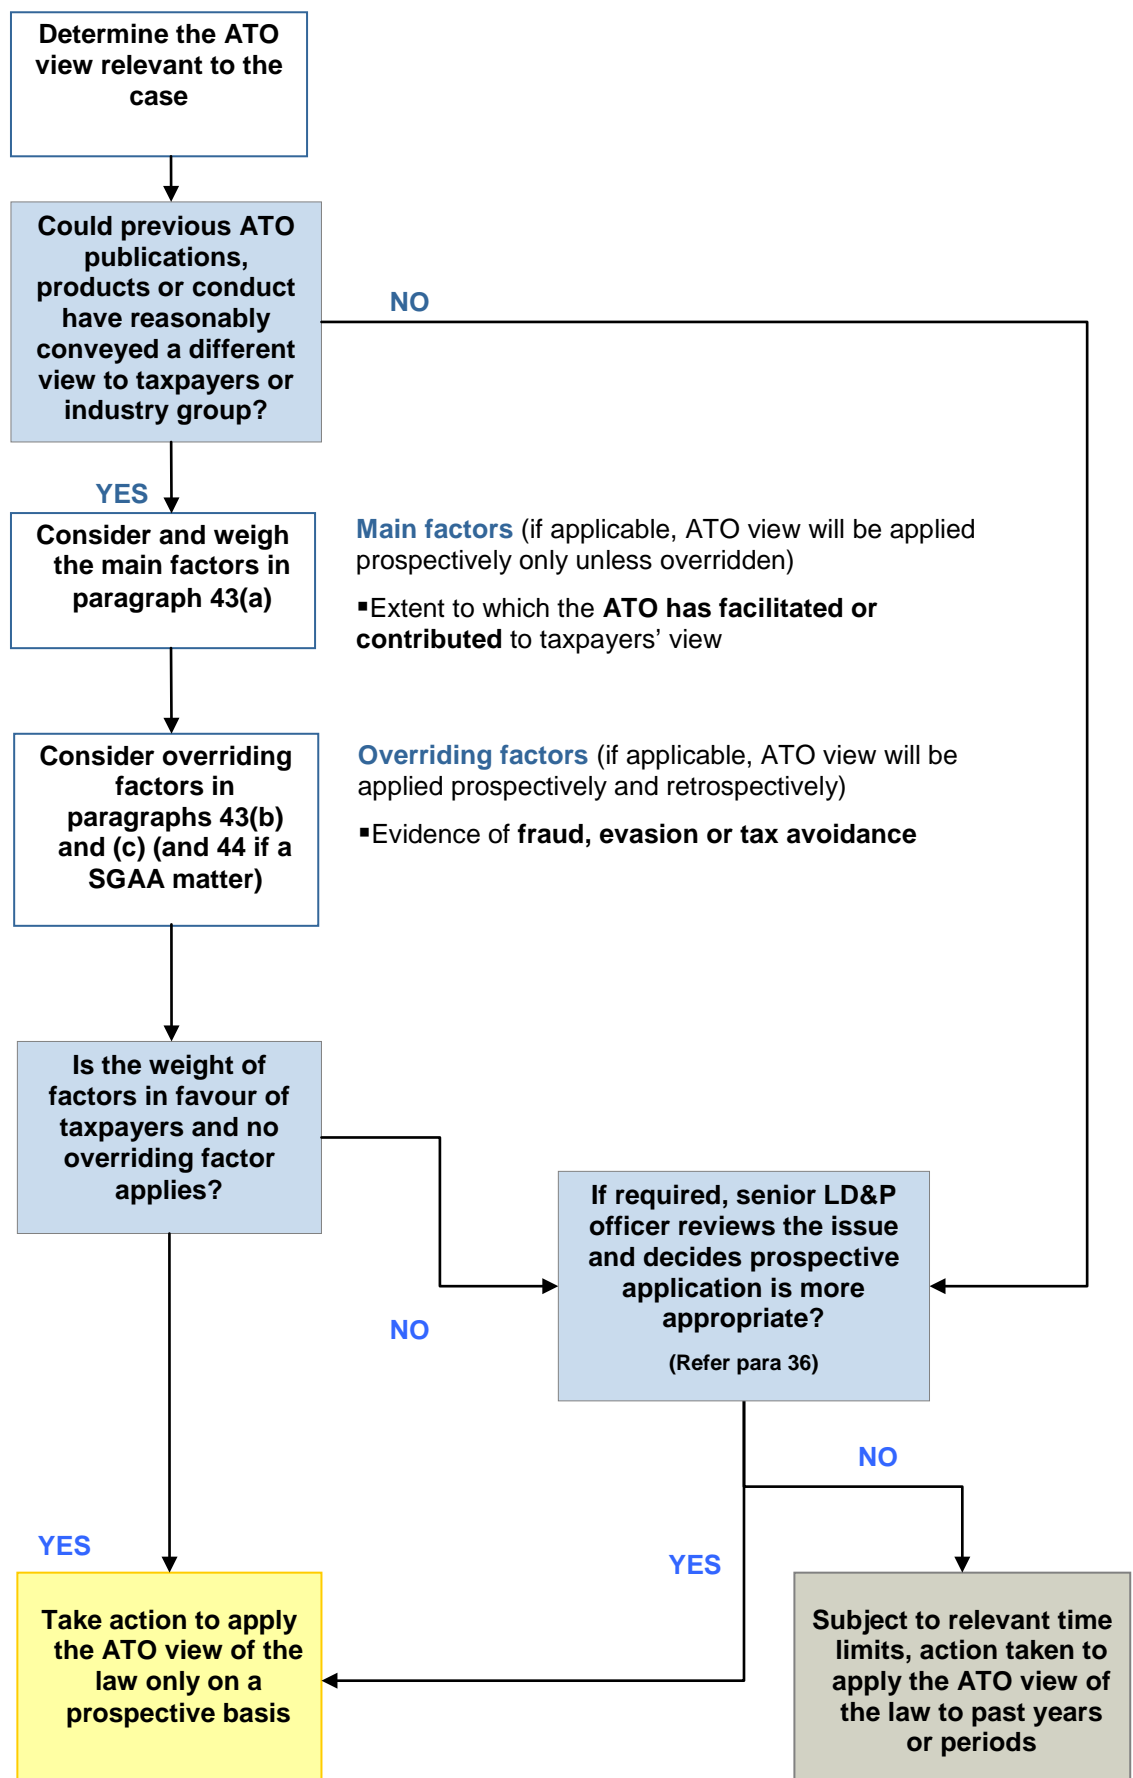 Determine the ATO
view relevant to the
case
Could previous ATO
publications,
products or conduct
have reasonably
conveyed a different
view to taxpayers or
industry group?
NO
YES
Consider and weigh
the main factors in
paragraph 43(a)
Main factors (if applicable, ATO view will be applied
prospectively only unless overridden)
▪Extent to which the ATO has facilitated or
contributed to taxpayers’ view
Consider overriding
factors in
paragraphs 43(b)
and (c) (and 44 if a
SGAA matter)
Overriding factors (if applicable, ATO view will be
applied prospectively and retrospectively)
▪Evidence of fraud, evasion or tax avoidance
Is the weight of
factors in favour of
taxpayers and no
overriding factor
applies?
NO
If required, senior LD&P
officer reviews the issue
and decides prospective
application is more
appropriate?
(Refer para 36)
NO
YES
YES
Take action to apply
the ATO view of the
law only on a
prospective basis
Subject to relevant time
limits, action taken to
apply the ATO view of
the law to past years
or periods